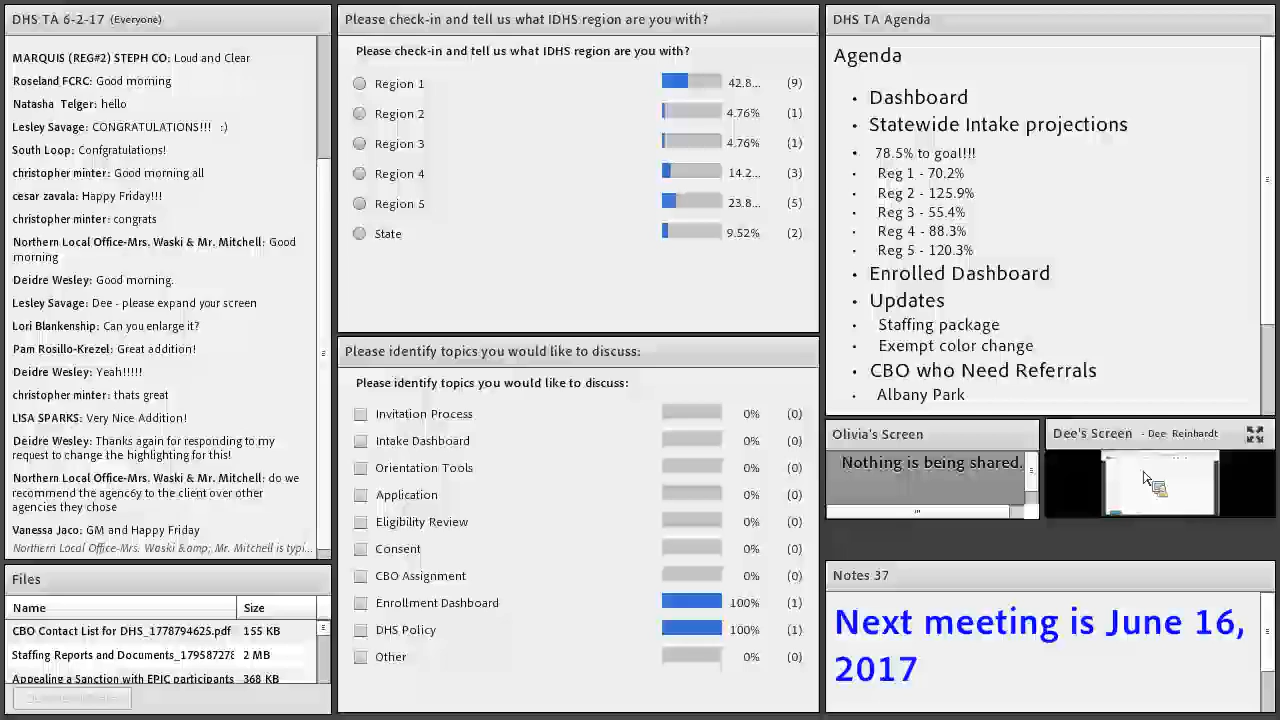 DHS TA 6-2-17 (Everyone)
MARQUIS (REG#2) STEPH CO: Loud and Clear
Roseland FCRC: Good morning
Natasha Telger: hello
Lesley Savage: CONGRATULATIONS!!! :)
South Loop: Confgratulations!
christopher minter: Good morning all
cesar zavala: Happy Friday!!!
christopher minter: congrats
Northern Local Office-Mrs. Waski & Mr. Mitchell: Good
morning
Deidre Wesley: Good morning.
Lesley Savage: Dee - please expand your screen
Lori Blankenship: Can you enlarge it?
Pam Rosillo-Krezel: Great addition!
Deidre Wesley: Yeah!!!!!
christopher minter: thats great
LISA SPARKS: Very Nice Addition!
Deidre Wesley: Thanks again for responding to my
request to change the highlighting for this!
Northern Local Office-Mrs. Waski & Mr. Mitchell: do we
recommend the agenc6y to the client over other
agencies they chose
Vanessa Jaco: GM and Happy Friday
Northern Local Office-Mrs. Waski &amp; Mr. Mitchell is typi...
Files
Name Size
CBO Contact List for DHS_1778794625.pdf 155 KB
Staffing Reports and Documents_179587278 2 MB
Appealing a Sanction with EPIC participants 368 KB
Please check-in and tell us what IDHS region are you with?
Please check-in and tell us what IDHS region are you with?
Region 1 42.8... (9)
Region 2 4.76% (1)
Region 3 4.76% (1)
Region 4 14.2... (3)
Region 5 23.8... (5)
State 9.52% (2)
Please identify topics you would like to discuss:
Please identify topics you would like to discuss:
Invitation Process 0% (0)
Intake Dashboard 0% (0)
Orientation Tools 0% (0)
Application 0% (0)
Eligibility Review 0% (0)
Consent 0% (0)
CBO Assignment 0% (0)
Enrollment Dashboard 100% (1)
DHS Policy 100% (1)
Other 0% (0)
DHS TA Agenda
Agenda
• Dashboard
• Statewide Intake projections
• 78.5% to goal!!!
• Reg 1 - 70.2%
• Reg 2 - 125.9%
• Reg 3 - 55.4%
• Reg 4 - 88.3%
• Reg 5 - 120.3%
• Enrolled Dashboard
• Updates
• Staffing package
• Exempt color change
• CBO who Need Referrals
• Albany Park
Olivia's Screen
Nothing is being shared.
Dee's Screen - Dee Reinhardt
Notes 37
Next meeting is June 16,
2017